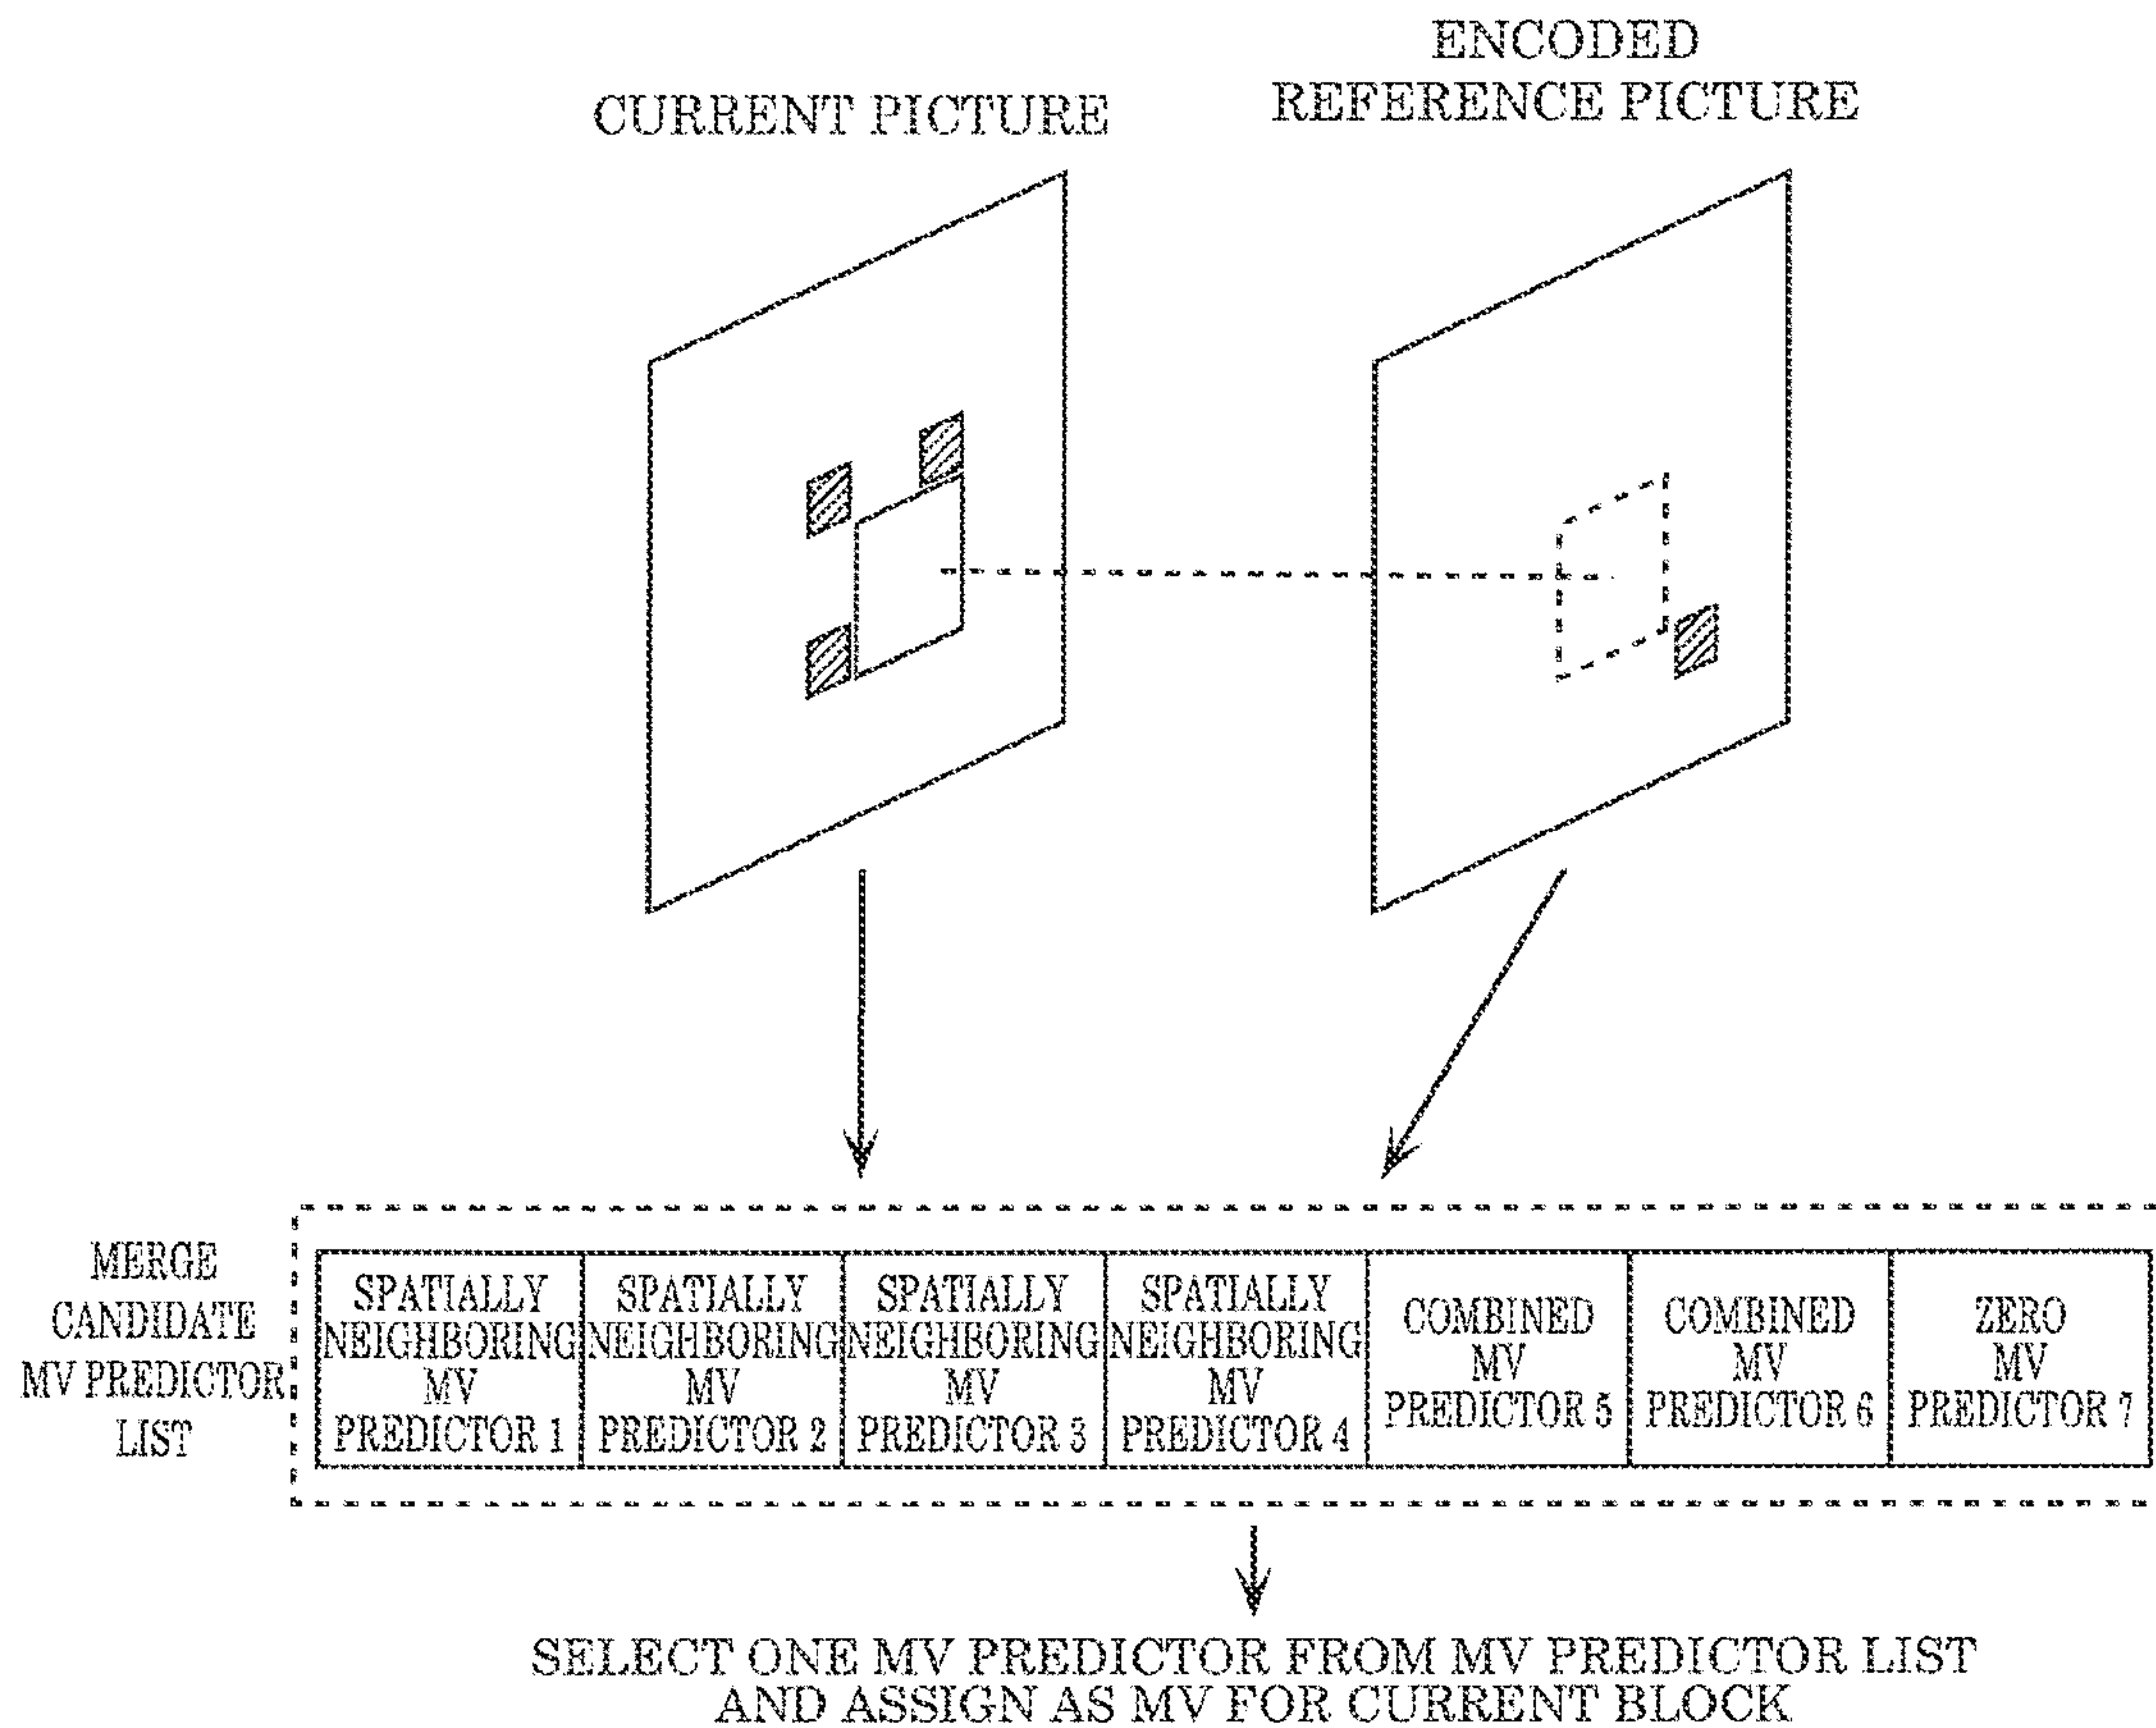 CURRENT PICTURE
ENCODED
REFERENCE PICTURE
MERGE
CANDIDATE
MV PREDICTOR
LIST
SPATIALLY
NEIGHBORING
MV
PREDICTOR 1
SPATIALLY
NEIGHBORING
MV
PREDICTOR 2
SPATIALLY
NEIGHBORING
MV
PREDICTOR 3
SPATIALLY
NEIGHBORING
MV
PREDICTOR 4
COMBINED
MV
PREDICTOR 5
COMBINED
MV
PREDICTOR 6
ZERO
MV
PREDICTOR 7
SELECT ONE MV PREDICTOR FROM MV PREDICTOR LIST
AND ASSIGN AS MV FOR CURRENT BLOCK